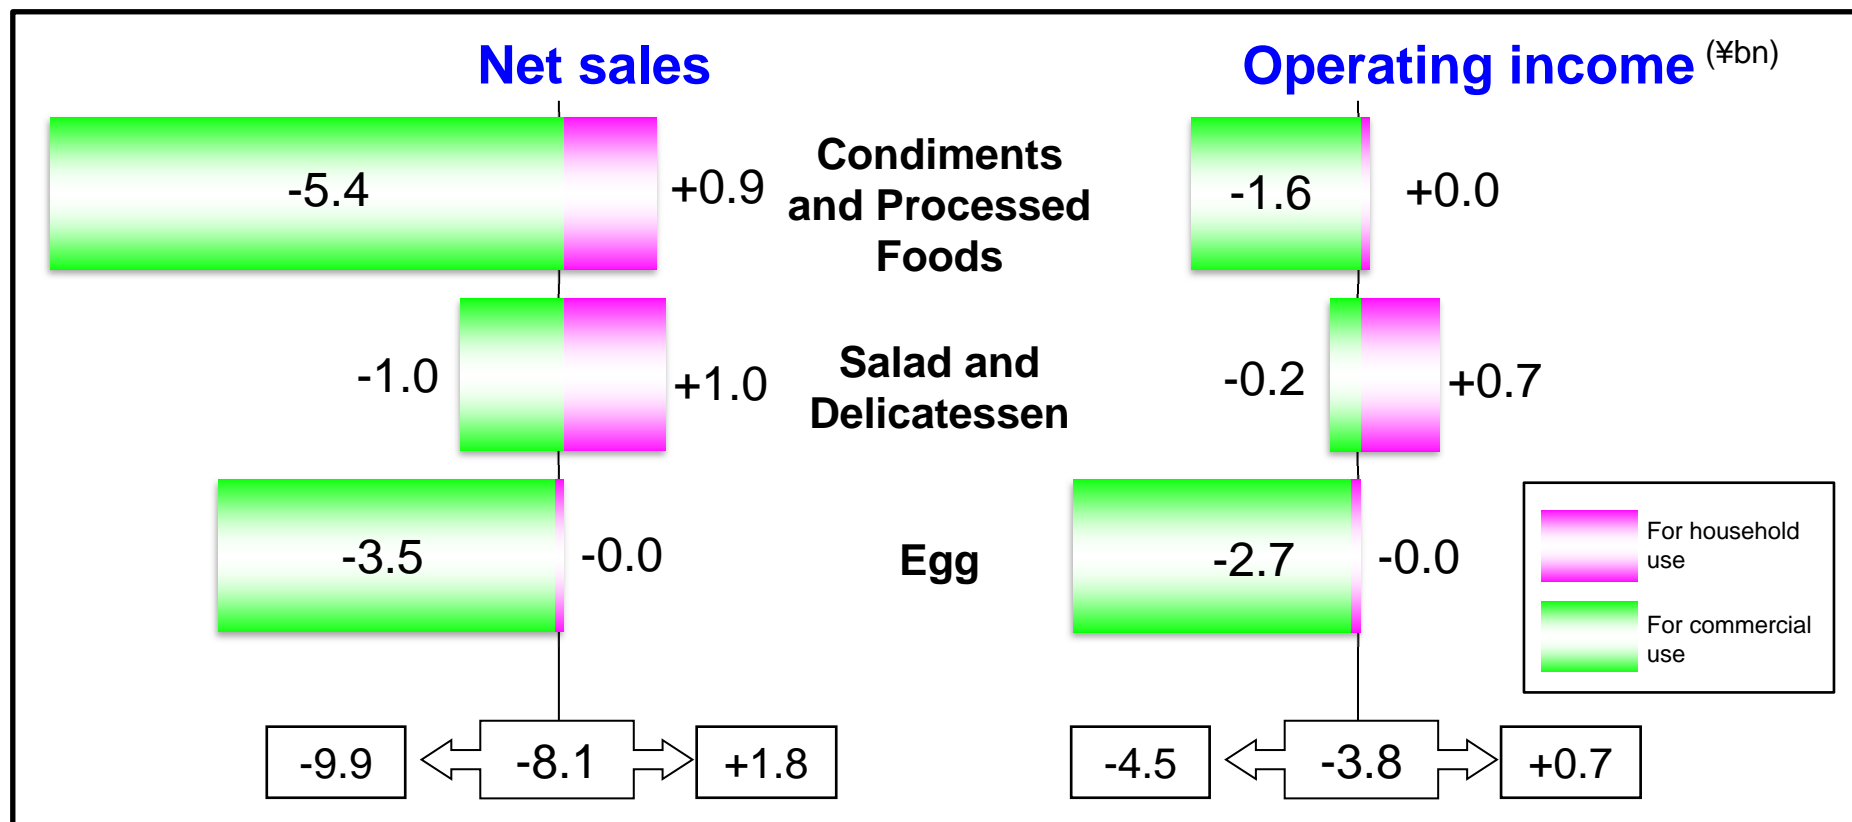 Net sales
Operating income (¥bn)
-5.4
+0.9
Condiments
and Processed
Foods
-1.6
+0.0
-1.0
+1.0
Salad and
Delicatessen
-0.2
+0.7
-3.5
-0.0
Egg
-2.7
-0.0
For household
use
For commercial
use
-9.9
-8.1
+1.8
-4.5
-3.8
+0.7